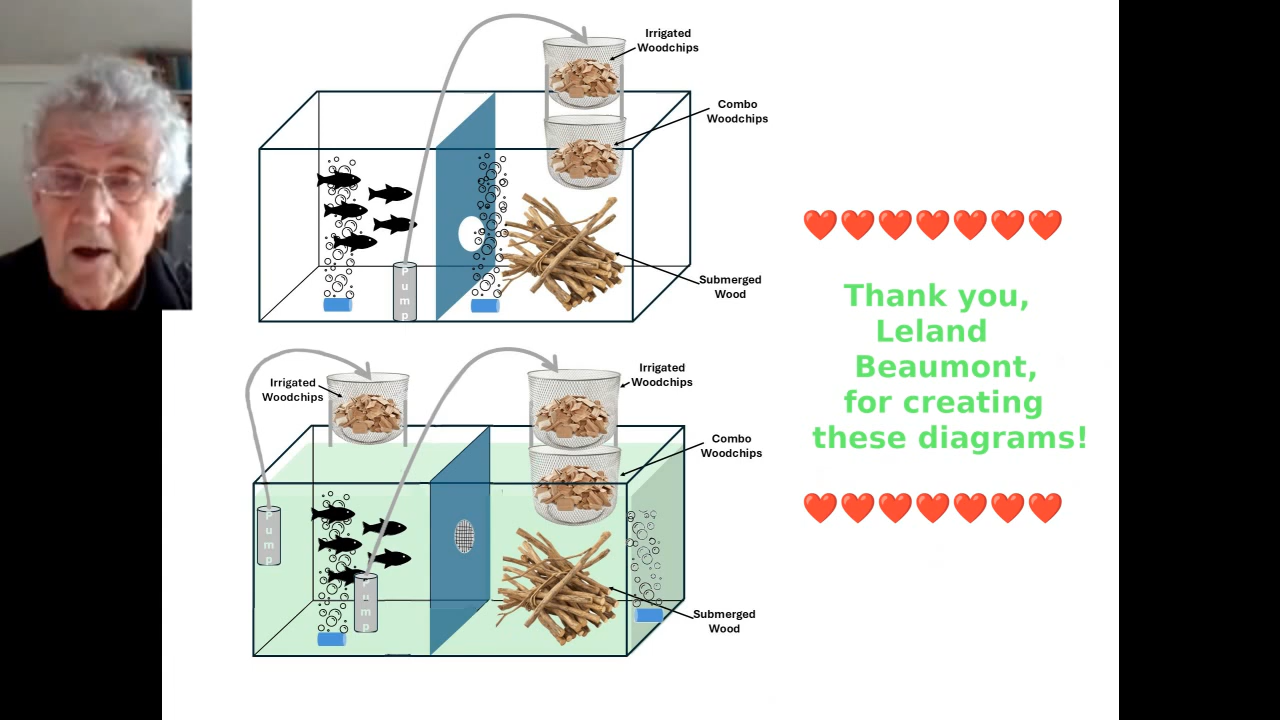 Irrigated
Woodchips
Combo
Woodchips
Submerged
Wood
Pump
Irrigated
Woodchips
Irrigated
Woodchips
Combo
Woodchips
Submerged
Wood
Pump
Pump
Thank you,
Leland
Beaumont,
for creating
these diagrams!